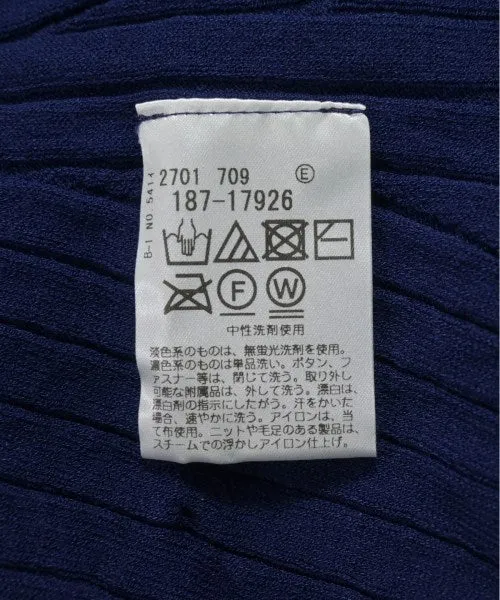 2701 709 Ⓔ
187-17926
B-1 NO.
F W
中性洗剤使用
淡色系のものは、無蛍光洗剤を使用。
濃色系のものは単品洗い。ボタン、フ
ァスナー等は、閉じて洗う。取り外し
可能な附属品は、外して洗う。漂白は、
漂白剤の指示にしたがう。汗をかいた
場合、速やかに洗う。アイロンは、当
て布使用。ニットや毛足のある製品は、
スチームでの浮かしアイロン仕上げ。